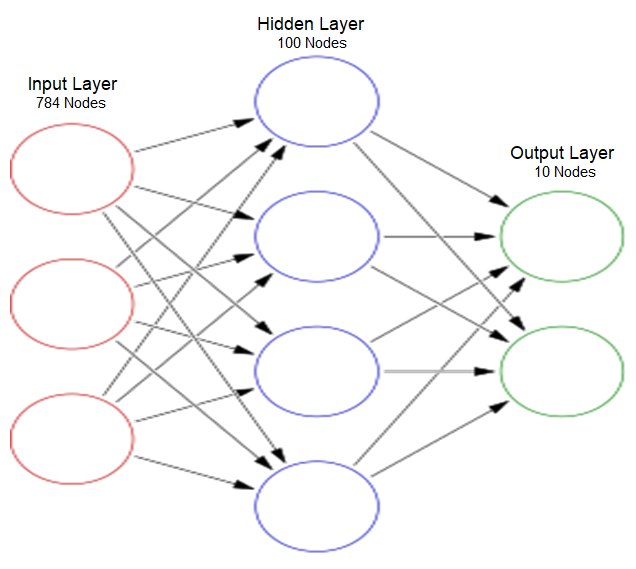 Hidden Layer
100 Nodes
Input Layer
784 Nodes
Output Layer
10 Nodes